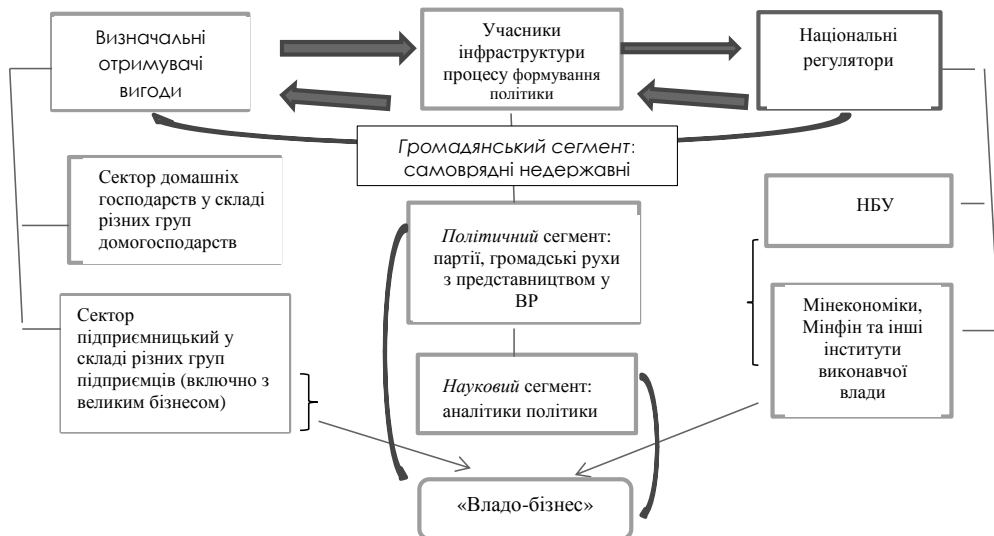 Визначальні
отримувачі
вигоди
Учасники
інфраструктури
процесу формування
політики
Національні
регулятори
Громадянський сегмент:
самоврядні недержавні
Сектор домашніх
господарств у складі
різних груп
домогосподарств
Політичний сегмент:
партії, громадські рухи
з представництвом у
ВР
НБУ
Сектор
підприємницький у
складі різних груп
підприємців (включно з
великим бізнесом)
Науковий сегмент:
аналітики політики
Мінекономіки,
Мінфін та інші
інститути
виконавчої
влади
«Владо-бізнес»